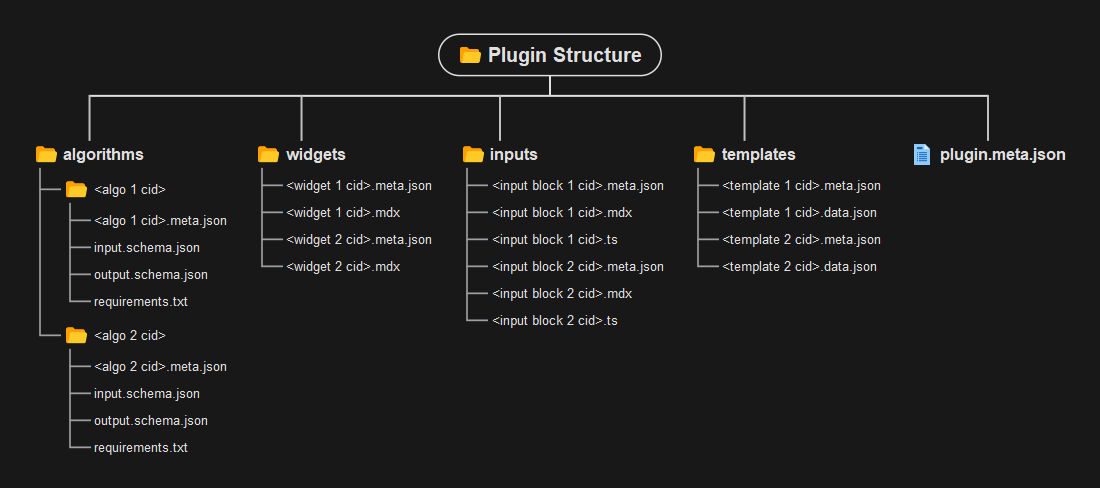 Plugin Structure
algorithms
<algo 1 cid>
<algo 1 cid>.meta.json
input.schema.json
output.schema.json
requirements.txt
<algo 2 cid>
<algo 2 cid>.meta.json
input.schema.json
output.schema.json
requirements.txt
widgets
<widget 1 cid>.meta.json
<widget 1 cid>.mdx
<widget 2 cid>.meta.json
<widget 2 cid>.mdx
inputs
<input block 1 cid>.meta.json
<input block 1 cid>.mdx
<input block 1 cid>.ts
<input block 2 cid>.meta.json
<input block 2 cid>.mdx
<input block 2 cid>.ts
templates
<template 1 cid>.meta.json
<template 1 cid>.data.json
<template 2 cid>.meta.json
<template 2 cid>.data.json
plugin.meta.json